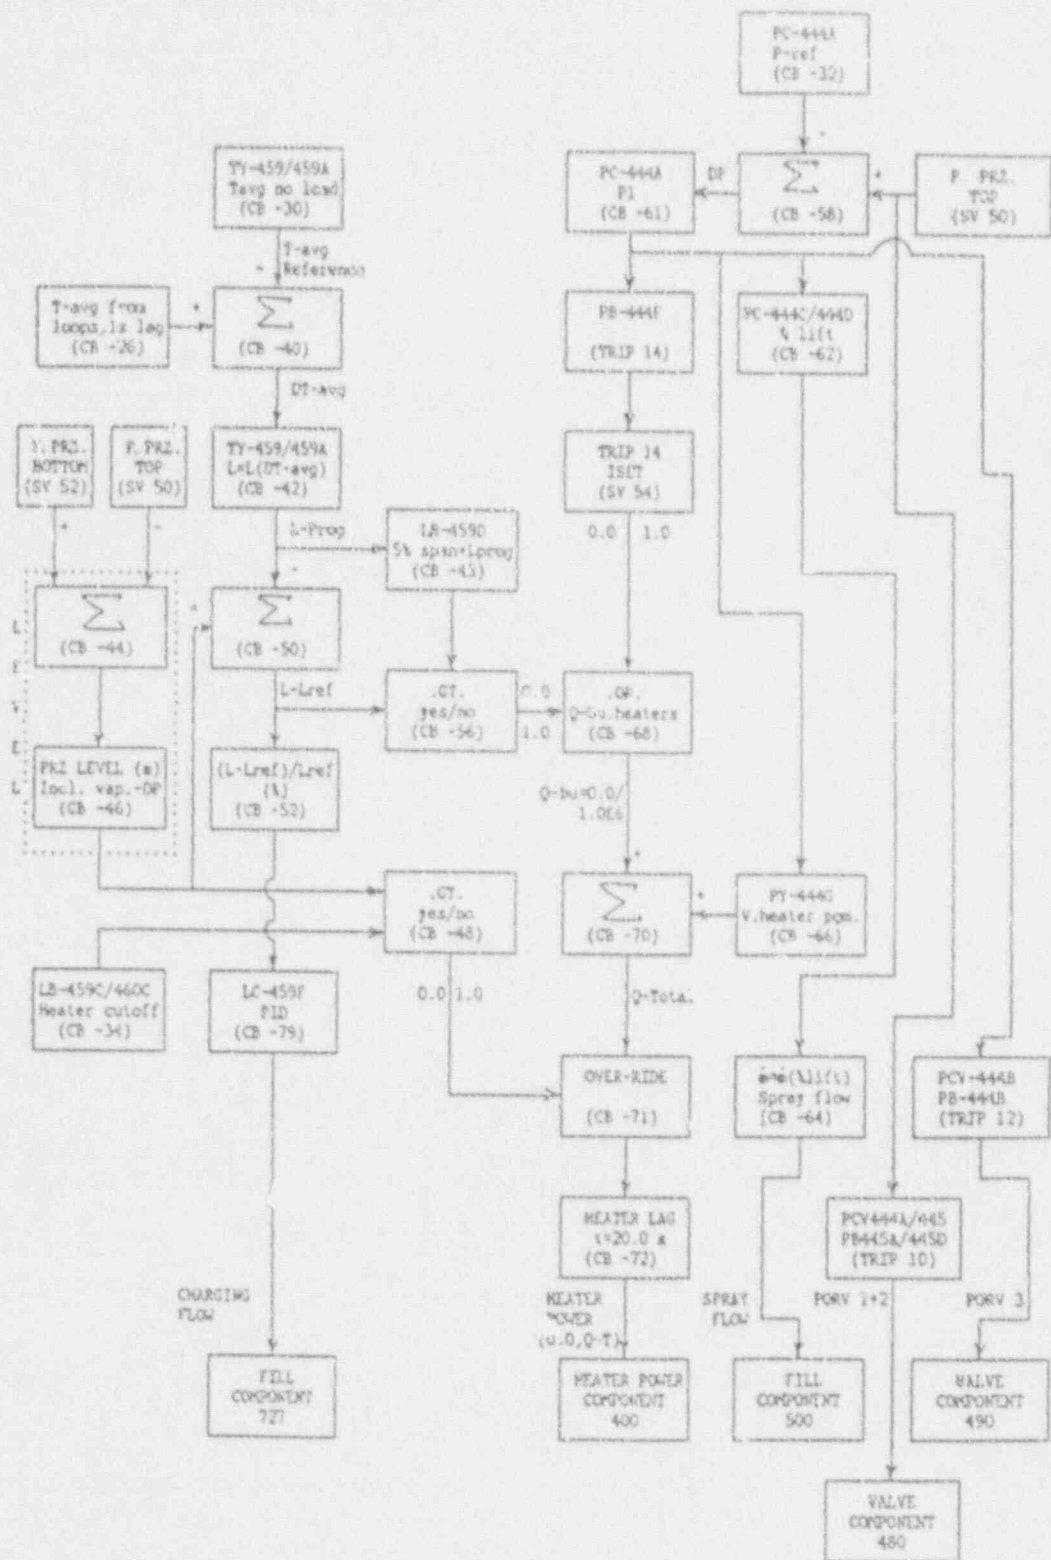 PC-444A
P-ref
(CB -32)
-
TY-459/459A
Tavg no load
(CB -30)
PC-444A
PI
(CB -61)
DP
Σ
(CB -58)
+
P. PRZ.
TOP
(SV 50)
T-avg
Reference
-
T-avg from
loops,1s lag
(CB -26)
+
Σ
(CB -40)
PB-444F
(TRIP 14)
PC-444C/444D
% lift
(CB -62)
DT-avg
PRZ.
BOTTOM
(SV 52)
P. PRZ.
TOP
(SV 50)
TY-459/459A
L=L(DT-avg)
(CB -42)
TRIP 14
ISET
(SV 54)
+
-
L-Prog
LB-459D
5% span+Lprog
(CB -43)
0.0
1.0
-
L
E
V
E
L
Σ
(CB -44)
+
Σ
(CB -50)
L-Lref
.GT.
yes/no
(CB -56)
0.0
1.0
.OR.
Q-bu.heaters
(CB -68)
PRZ LEVEL (m)
Incl. vap.-DP
(CB -46)
(L-Lref)/Lref
(%)
(CB -52)
Q-bu=0.0/
1.0E6
+
.GT.
yes/no
(CB -48)
Σ
(CB -70)
+
PY-444G
V.heater pow.
(CB -66)
LB-459C/460C
Heater cutoff
(CB -34)
LC-459F
PID
(CB -79)
0.0
1.0
Q-Total
OVER-RIDE
(CB -71)
(%lift)
Spray flow
(CB -64)
PCV-444B
PB-444B
(TRIP 12)
HEATER LAG
t=20.0 s
(CB -72)
PCV444A/445
PB445A/445D
(TRIP 10)
CHARGING
FLOW
HEATER
POWER
(0.0,Q-T)
SPRAY
FLOW
PORV 1+2
PORV 3
FILL
COMPONENT
727
HEATER POWER
COMPONENT
400
FILL
COMPONENT
500
VALVE
COMPONENT
490
VALVE
COMPONENT
480